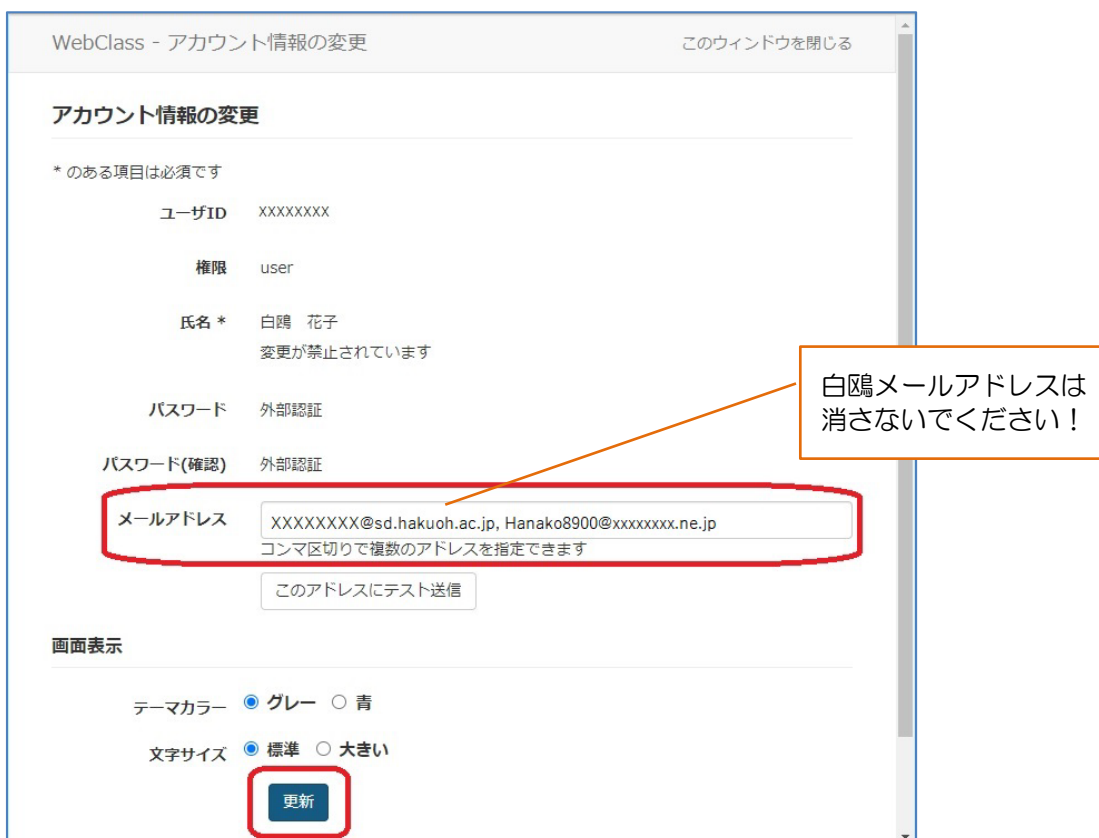 WebClass - アカウント情報の変更 このウィンドウを閉じる
アカウント情報の変更
* のある項目は必須です
ユーザID XXXXXXXX
権限 user
氏名 * 白鴎 花子
変更が禁止されています
パスワード 外部認証
パスワード(確認) 外部認証
メールアドレス XXXXXXXX@sd.hakuoh.ac.jp, Hanako8900@xxxxxxxx.ne.jp
コンマ区切りで複数のアドレスを指定できます
このアドレスにテスト送信
画面表示
テーマカラー グレー 青
文字サイズ 標準 大きい
更新
白鴎メールアドレスは
消さないでください！